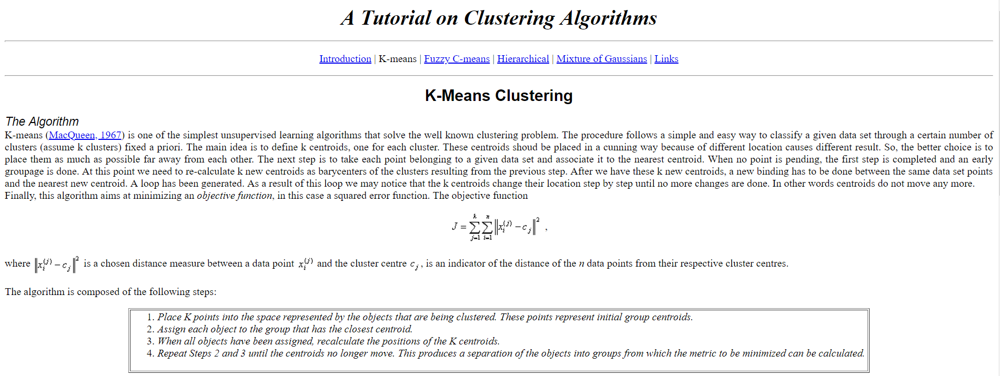 A Tutorial on Clustering Algorithms
Introduction | K-means | Fuzzy C-means | Hierarchical | Mixture of Gaussians | Links
K-Means Clustering
The Algorithm
K-means (MacQueen, 1967) is one of the simplest unsupervised learning algorithms that solve the well known clustering problem. The procedure follows a simple and easy way to classify a given data set through a certain number of
clusters (assume k clusters) fixed a priori. The main idea is to define k centroids, one for each cluster. These centroids shoud be placed in a cunning way because of different location causes different result. So, the better choice is to
place them as much as possible far away from each other. The next step is to take each point belonging to a given data set and associate it to the nearest centroid. When no point is pending, the first step is completed and an early
groupage is done. At this point we need to re-calculate k new centroids as barycenters of the clusters resulting from the previous step. After we have these k new centroids, a new binding has to be done between the same data set points
and the nearest new centroid. A loop has been generated. As a result of this loop we may notice that the k centroids change their location step by step until no more changes are done. In other words centroids do not move any more.
Finally, this algorithm aims at minimizing an objective function, in this case a squared error function. The objective function
J = ∑_{j=1}^{k} ∑_{i=1}^{n} ‖x_i^{(j)} − c_j‖^2 ,
where ‖x_i^{(j)} − c_j‖^2 is a chosen distance measure between a data point x_i^{(j)} and the cluster centre c_j, is an indicator of the distance of the n data points from their respective cluster centres.
The algorithm is composed of the following steps:
1. Place K points into the space represented by the objects that are being clustered. These points represent initial group centroids.
2. Assign each object to the group that has the closest centroid.
3. When all objects have been assigned, recalculate the positions of the K centroids.
4. Repeat Steps 2 and 3 until the centroids no longer move. This produces a separation of the objects into groups from which the metric to be minimized can be calculated.